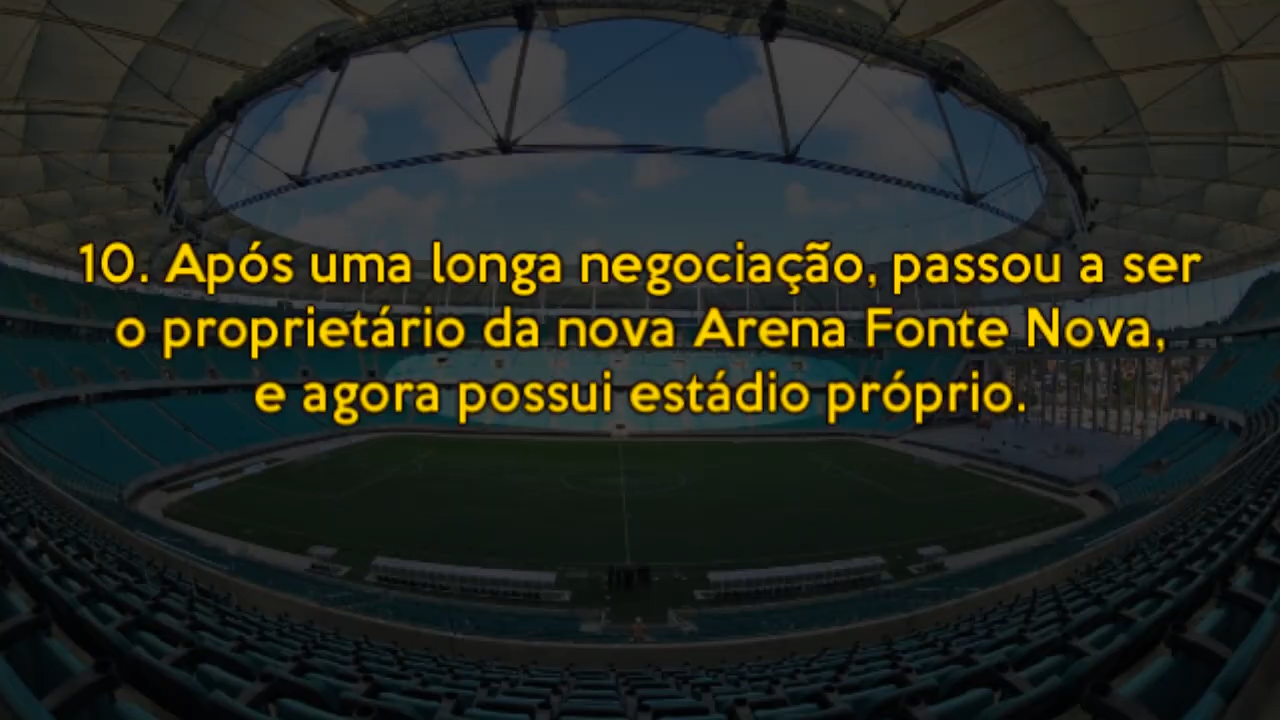 10. Após uma longa negociação, passou a ser
o proprietário da nova Arena Fonte Nova,
e agora possui estádio próprio.